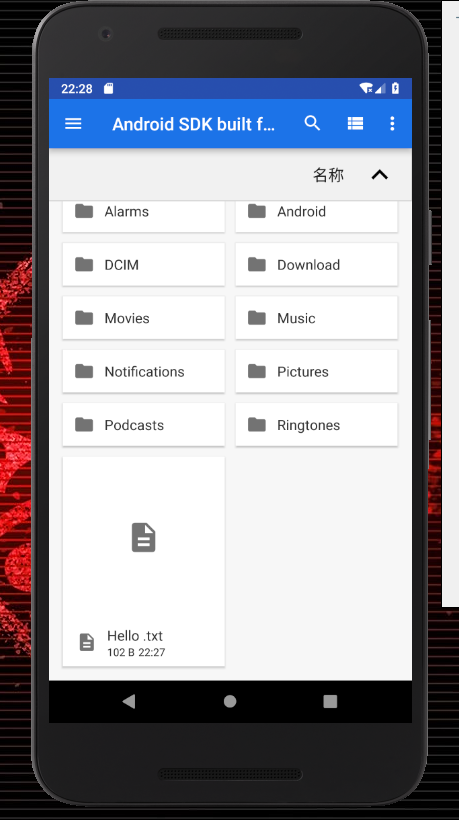 22:28
Android SDK built f...
名称
Alarms
Android
DCIM
Download
Movies
Music
Notifications
Pictures
Podcasts
Ringtones
Hello .txt
102 B 22:27